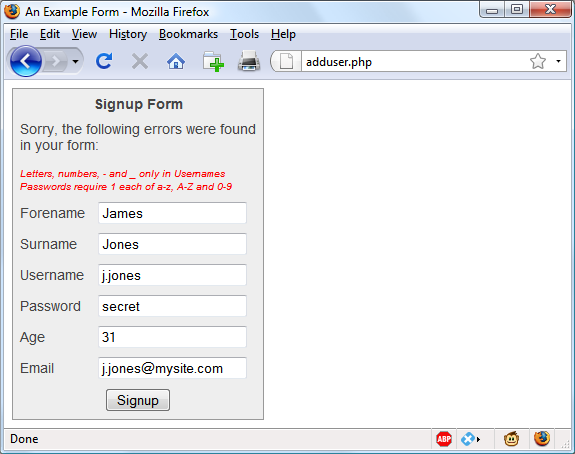 An Example Form - Mozilla Firefox
File Edit View History Bookmarks Tools Help
adduser.php
Signup Form
Sorry, the following errors were found
in your form:
Letters, numbers, - and _ only in Usernames
Passwords require 1 each of a-z, A-Z and 0-9
Forename James
Surname Jones
Username j.jones
Password secret
Age 31
Email j.jones@mysite.com
Signup
Done
ABP